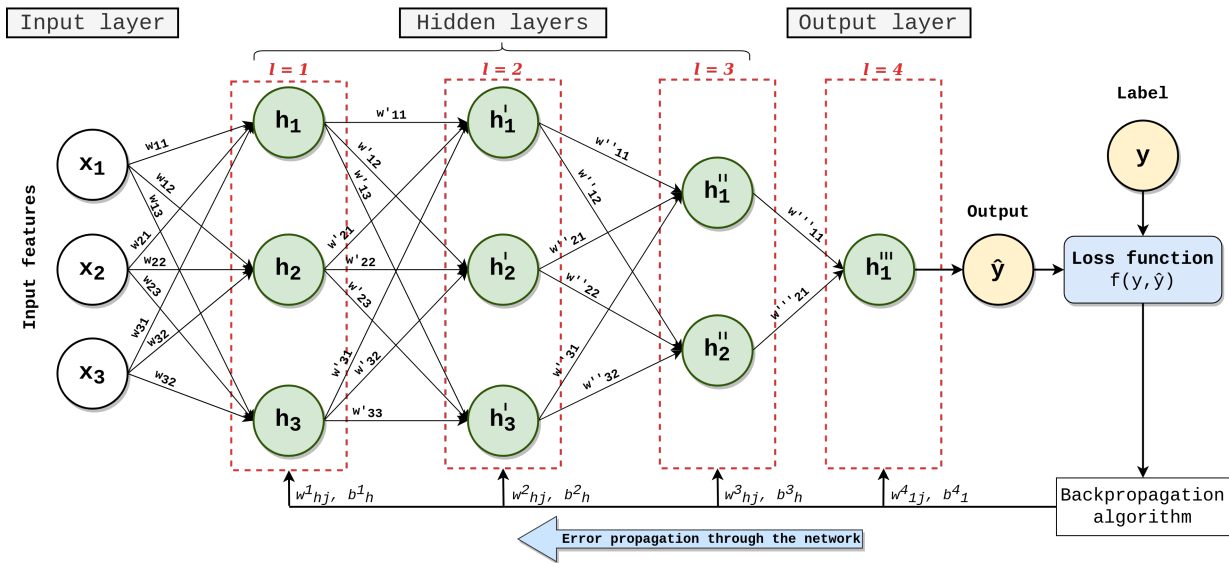 Input layer
Hidden layers
Output layer
l = 1
l = 2
l = 3
l = 4
Input features
x1
x2
x3
w11
w12
w13
w21
w22
w23
w31
w32
w32
h1
h2
h3
w'11
w'12
w'13
w'21
w'22
w'23
w'31
w'32
w'33
h'1
h'2
h'3
w''11
w''12
w''21
w''22
w''31
w''32
h''1
h''2
w'''11
w'''21
h'''1
Output
ŷ
Label
y
Loss function
f(y,ŷ)
Backpropagation
algorithm
w¹hj, b¹h
w²hj, b²h
w³hj, b³h
w⁴1j, b⁴1
Error propagation through the network